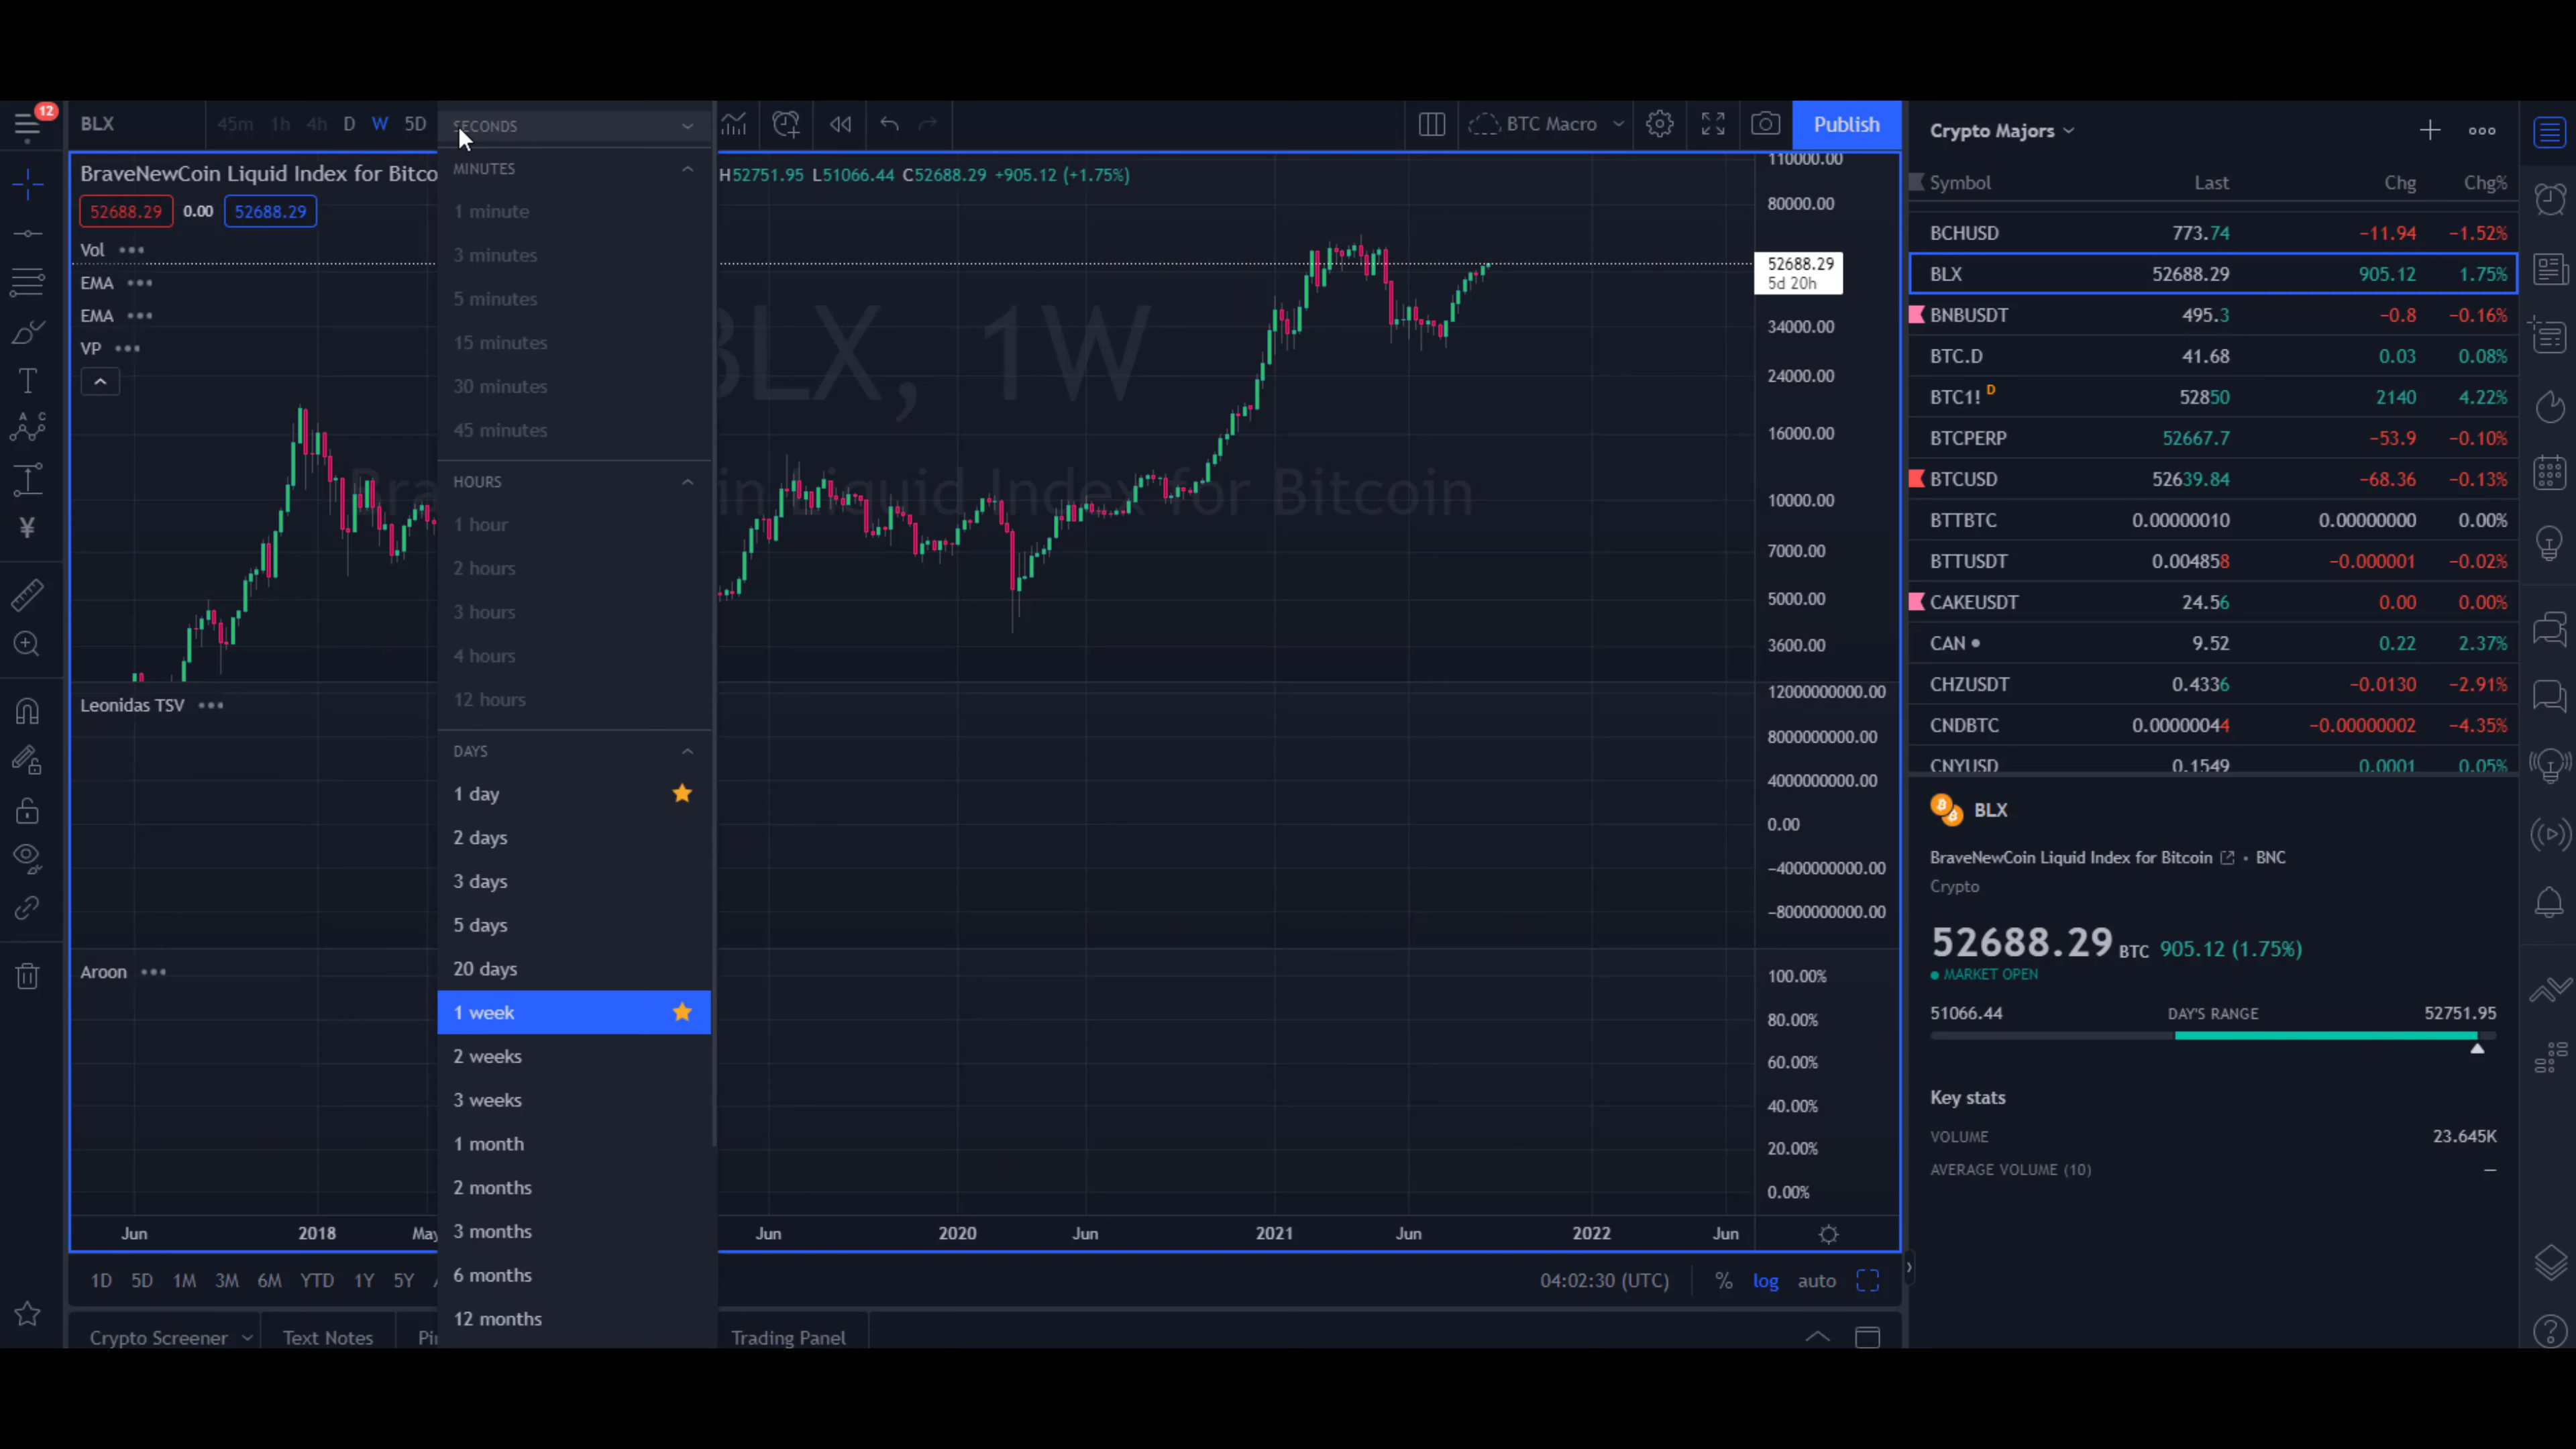 12
BLX
45m 1h 4h D W 5D
BTC Macro
Publish
BraveNewCoin Liquid Index for Bitco
H52751.95 L51066.44 C52688.29 +905.12 (+1.75%)
52688.29 0.00 52688.29
Vol
EMA
EMA
VP
BLX, 1W
BraveNewCoin Liquid Index for Bitcoin
SECONDS
MINUTES
1 minute
3 minutes
5 minutes
15 minutes
30 minutes
45 minutes
HOURS
1 hour
2 hours
3 hours
4 hours
12 hours
DAYS
1 day
2 days
3 days
5 days
20 days
1 week
2 weeks
3 weeks
1 month
2 months
3 months
6 months
12 months
110000.00
80000.00
52688.29
5d 20h
34000.00
24000.00
16000.00
10000.00
7000.00
5000.00
3600.00
Leonidas TSV
12000000000.00
8000000000.00
4000000000.00
0.00
−4000000000.00
−8000000000.00
Aroon
100.00%
80.00%
60.00%
40.00%
20.00%
0.00%
Jun 2018 May Jun 2020 Jun 2021 Jun 2022 Jun
1D 5D 1M 3M 6M YTD 1Y 5Y
04:02:30 (UTC) % log auto
Crypto Screener Text Notes Pin Trading Panel
Crypto Majors
Symbol Last Chg Chg%
BCHUSD 773.74 −11.94 −1.52%
BLX 52688.29 905.12 1.75%
BNBUSDT 495.3 −0.8 −0.16%
BTC.D 41.68 0.03 0.08%
BTC1! D 52850 2140 4.22%
BTCPERP 52667.7 −53.9 −0.10%
BTCUSD 52639.84 −68.36 −0.13%
BTTBTC 0.00000010 0.00000000 0.00%
BTTUSDT 0.004858 −0.000001 −0.02%
CAKEUSDT 24.56 0.00 0.00%
CAN 9.52 0.22 2.37%
CHZUSDT 0.4336 −0.0130 −2.91%
CNDBTC 0.00000044 −0.00000002 −4.35%
CNYUSD 0.1549 0.0001 0.05%
BLX
BraveNewCoin Liquid Index for Bitcoin • BNC
Crypto
52688.29 BTC 905.12 (1.75%)
MARKET OPEN
51066.44 DAY'S RANGE 52751.95
Key stats
VOLUME 23.645K
AVERAGE VOLUME (10) —